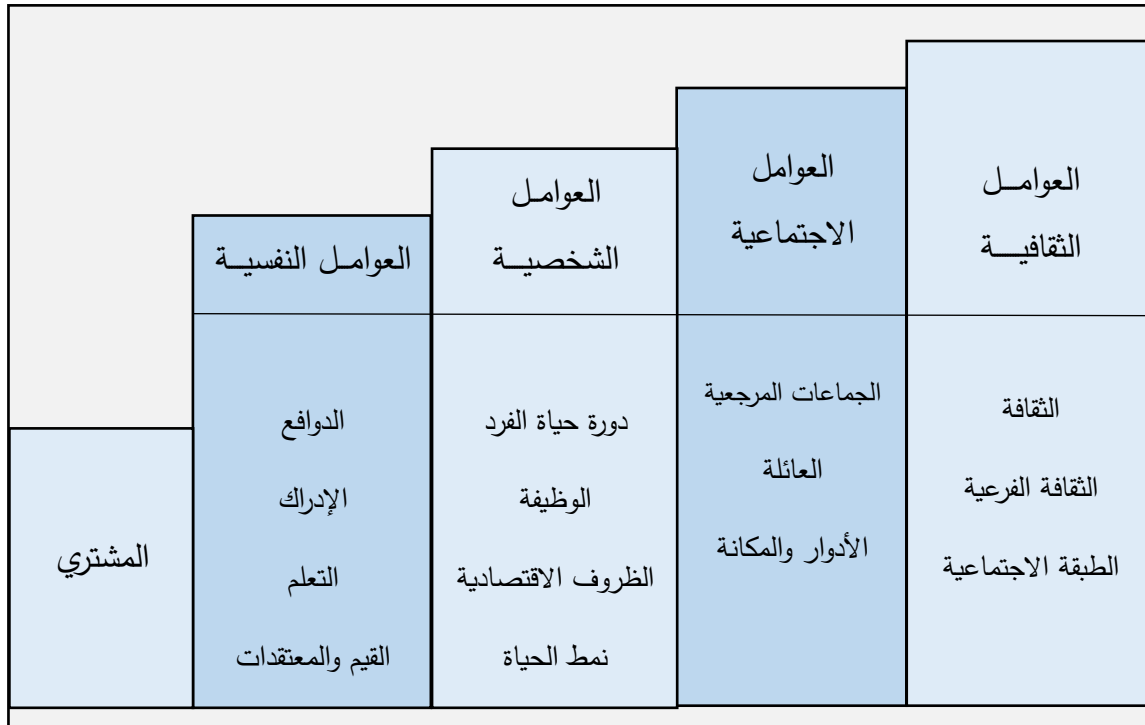 العوامل
الثقافية
الثقافة
الثقافة الفرعية
الطبقة الاجتماعية
العوامل
الاجتماعية
الجماعات المرجعية
العائلة
الأدوار والمكانة
العوامل
الشخصية
دورة حياة الفرد
الوظيفة
الظروف الاقتصادية
نمط الحياة
العوامل النفسية
الدوافع
الإدراك
التعلم
القيم والمعتقدات
المشتري